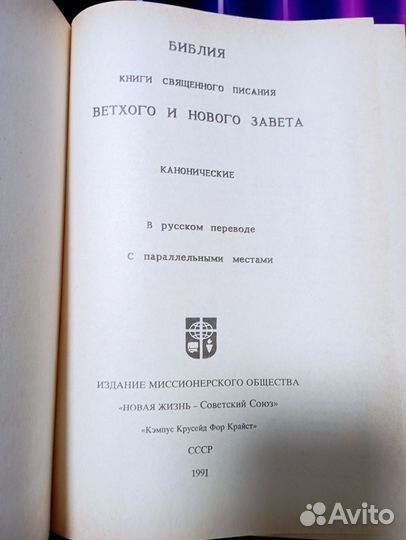 БИБЛИЯ
КНИГИ СВЯЩЕННОГО ПИСАНИЯ
ВЕТХОГО И НОВОГО ЗАВЕТА
КАНОНИЧЕСКИЕ
В русском переводе
С параллельными местами
ИЗДАНИЕ МИССИОНЕРСКОГО ОБЩЕСТВА
«НОВАЯ ЖИЗНЬ – Советский Союз»
«Кэмпус Крусейд Фор Крайст»
СССР
1991
Avito